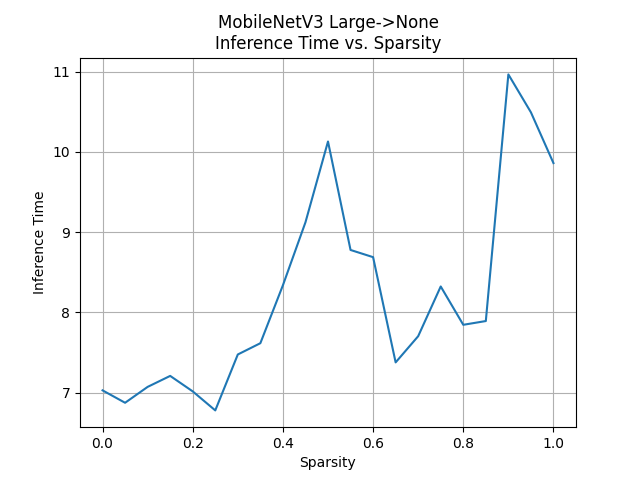 MobileNetV3 Large->None
Inference Time vs. Sparsity
11
10
9
8
7
Inference Time
0.0 0.2 0.4 0.6 0.8 1.0
Sparsity